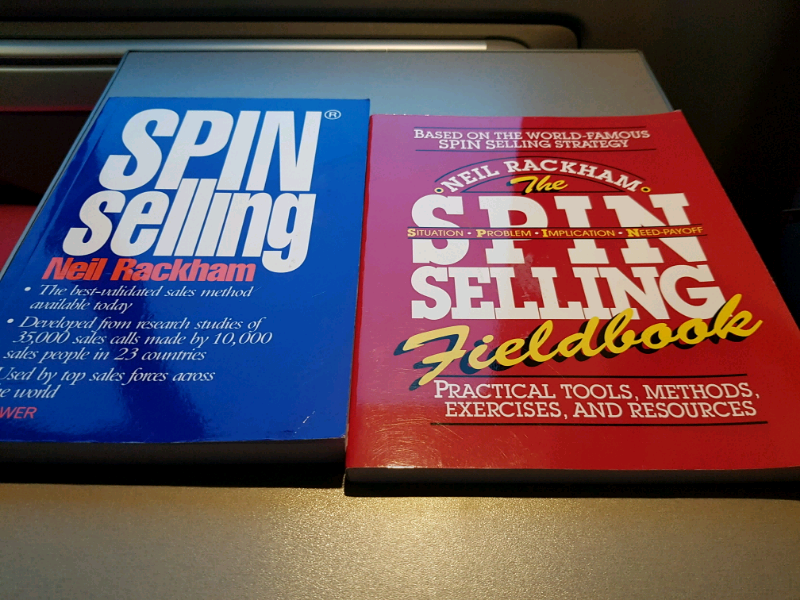 SPIN®
selling
Neil Rackham
• The best-validated sales method
available today
• Developed from research studies of
35,000 sales calls made by 10,000
sales people in 23 countries
Used by top sales forces across
world
WER
BASED ON THE WORLD-FAMOUS
SPIN SELLING STRATEGY
NEIL RACKHAM
The
SPIN
SITUATION • PROBLEM • IMPLICATION • NEED-PAYOFF
SELLING
Fieldbook
PRACTICAL TOOLS, METHODS,
EXERCISES, AND RESOURCES